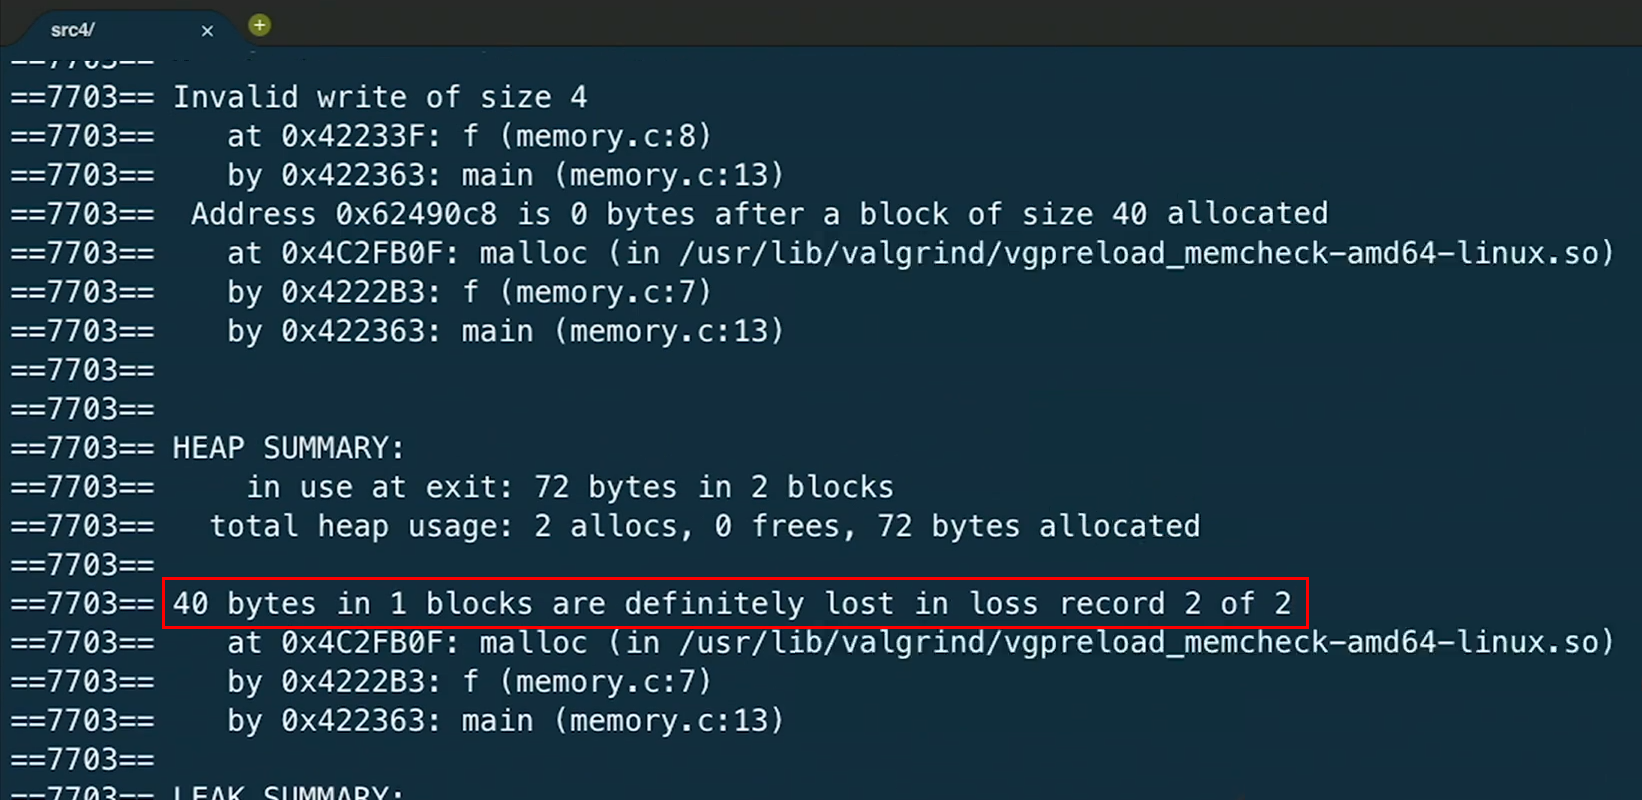 src4/
==7703==
==7703== Invalid write of size 4
==7703==    at 0x42233F: f (memory.c:8)
==7703==    by 0x422363: main (memory.c:13)
==7703==  Address 0x62490c8 is 0 bytes after a block of size 40 allocated
==7703==    at 0x4C2FB0F: malloc (in /usr/lib/valgrind/vgpreload_memcheck-amd64-linux.so)
==7703==    by 0x4222B3: f (memory.c:7)
==7703==    by 0x422363: main (memory.c:13)
==7703==
==7703==
==7703== HEAP SUMMARY:
==7703==     in use at exit: 72 bytes in 2 blocks
==7703==   total heap usage: 2 allocs, 0 frees, 72 bytes allocated
==7703==
==7703== 40 bytes in 1 blocks are definitely lost in loss record 2 of 2
==7703==    at 0x4C2FB0F: malloc (in /usr/lib/valgrind/vgpreload_memcheck-amd64-linux.so)
==7703==    by 0x4222B3: f (memory.c:7)
==7703==    by 0x422363: main (memory.c:13)
==7703==
==7703== LEAK SUMMARY: